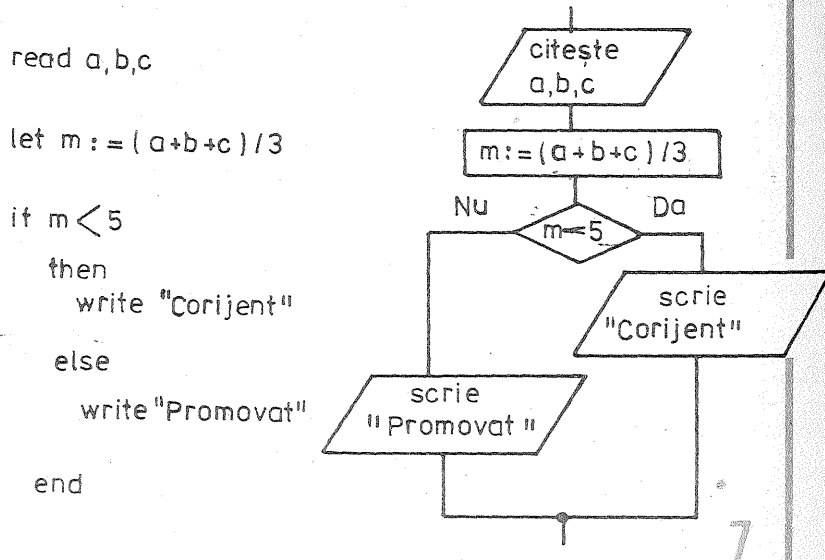 read a,b,c
let m:=(a+b+c)/3
if m<5
then
write "Corijent"
else
write "Promovat"
end
citește
a,b,c
m:=(a+b+c)/3
Nu
Da
m<5
scrie
"Corijent"
scrie
"Promovat"
7